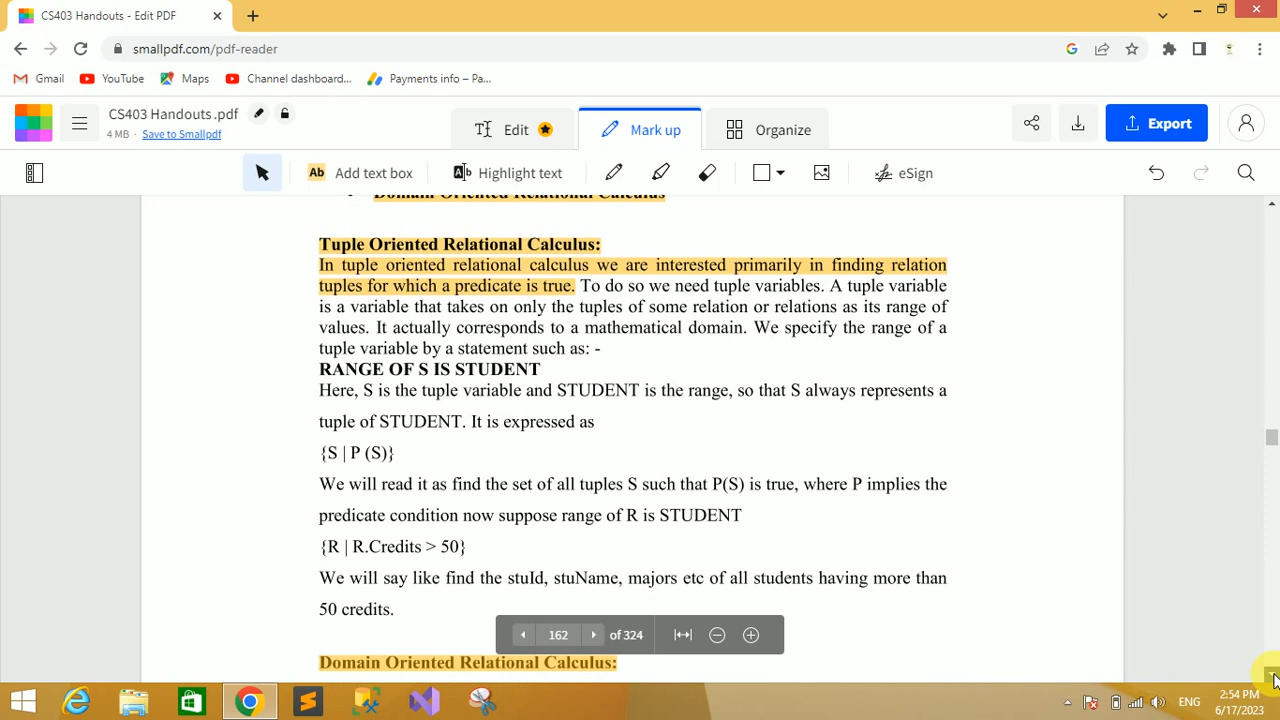 CS403 Handouts - Edit PDF
smallpdf.com/pdf-reader
Gmail YouTube Maps Channel dashboard... Payments info – Pa...
CS403 Handouts .pdf
4 MB · Save to Smallpdf
Edit Mark up Organize Export
Ab Add text box Highlight text eSign
Domain Oriented Relational Calculus
Tuple Oriented Relational Calculus:
In tuple oriented relational calculus we are interested primarily in finding relation
tuples for which a predicate is true. To do so we need tuple variables. A tuple variable
is a variable that takes on only the tuples of some relation or relations as its range of
values. It actually corresponds to a mathematical domain. We specify the range of a
tuple variable by a statement such as: -
RANGE OF S IS STUDENT
Here, S is the tuple variable and STUDENT is the range, so that S always represents a
tuple of STUDENT. It is expressed as
{S | P (S)}
We will read it as find the set of all tuples S such that P(S) is true, where P implies the
predicate condition now suppose range of R is STUDENT
{R | R.Credits > 50}
We will say like find the stuId, stuName, majors etc of all students having more than
50 credits.
162 of 324
Domain Oriented Relational Calculus:
ENG
2:54 PM
6/17/2023